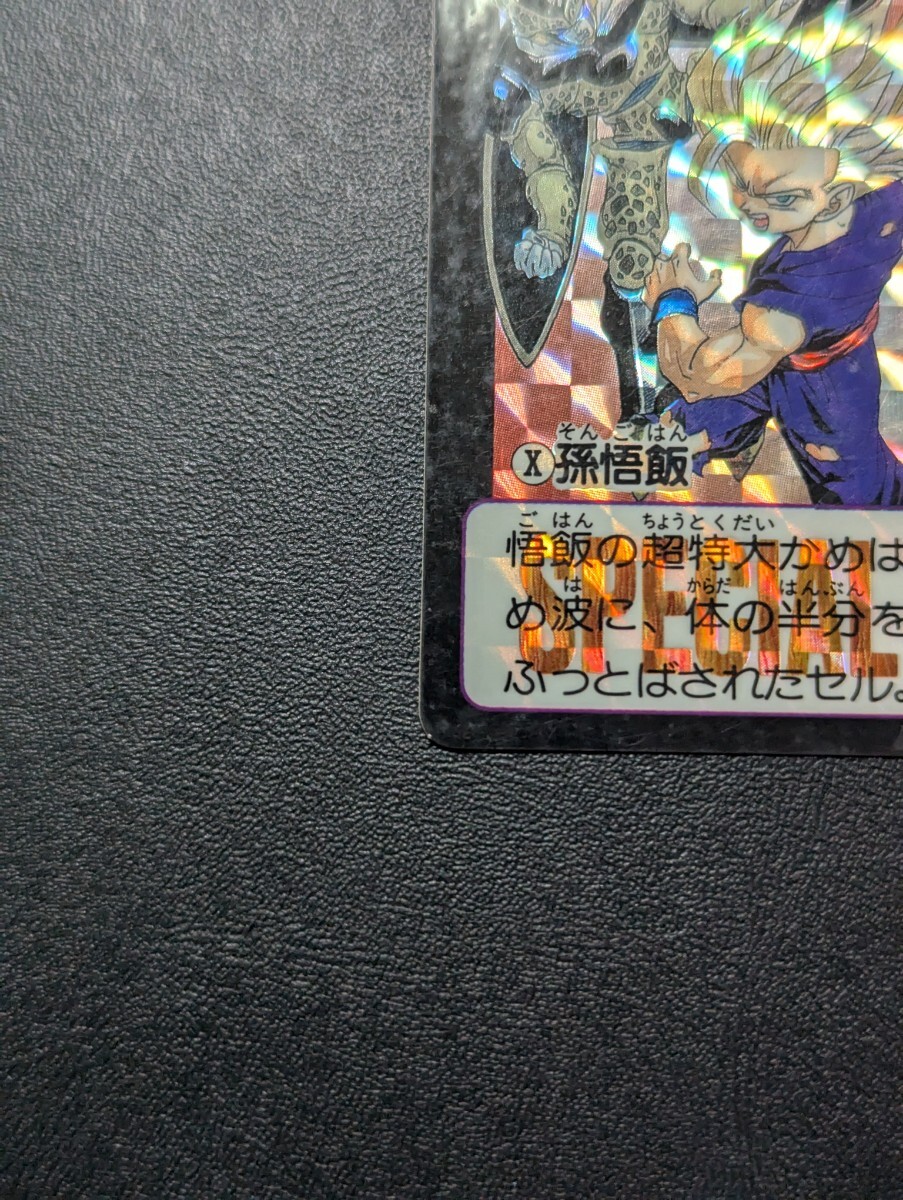 そん ご はん
Ⓧ孫悟飯
ご はん ちょうとくだい
悟飯の超特大かめは
は からだ はんぶん
め波に、体の半分を
ふっとばされたセル。
SPECIAL